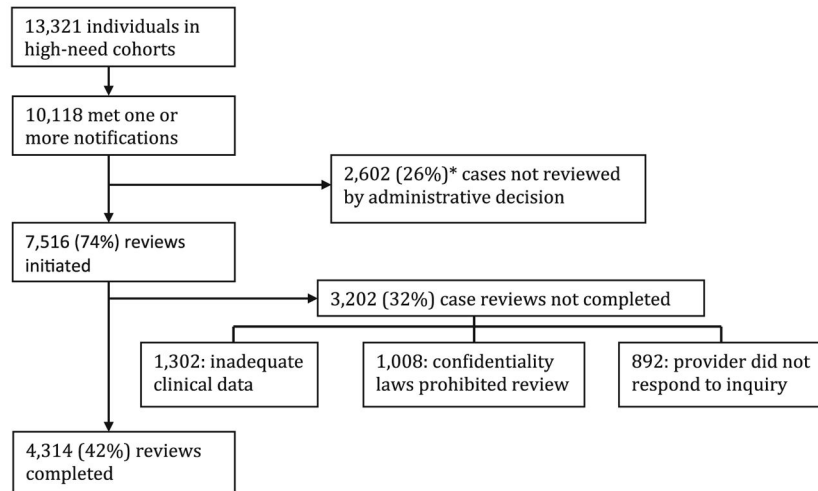 13,321 individuals in
high-need cohorts
10,118 met one or
more notifications
2,602 (26%)* cases not reviewed
by administrative decision
7,516 (74%) reviews
initiated
3,202 (32%) case reviews not completed
1,302: inadequate
clinical data
1,008: confidentiality
laws prohibited review
892: provider did not
respond to inquiry
4,314 (42%) reviews
completed